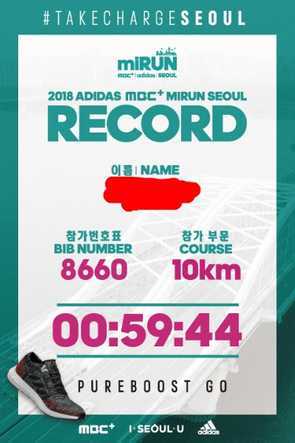 #TAKECHARGESEOUL
miRUN
mbc+ | adidas | SEOUL
2018 ADIDAS mbc+ MIRUN SEOUL
RECORD
이름 | NAME
참가번호표 참가 부문
BIB NUMBER COURSE
8660 10km
00:59:44
PUREBOOST GO
mbc+ I·SEOUL·U adidas